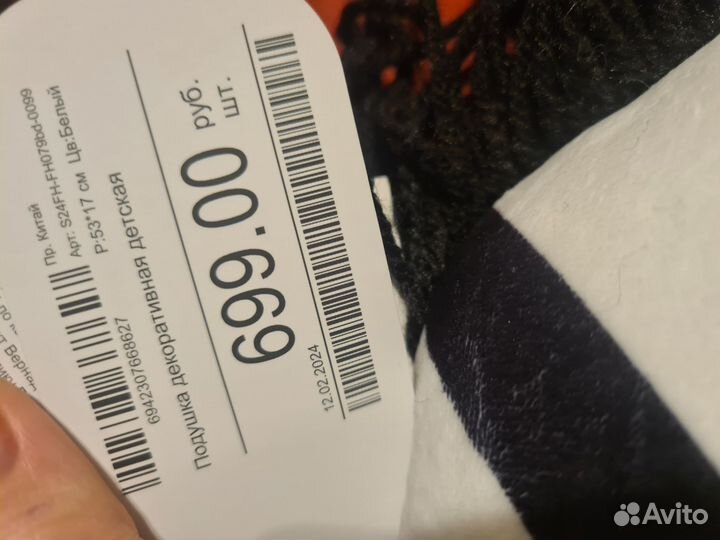 Пр. Китай
Арт: S24FH-FH079bd-0099
Р:53*17 см Цв:Белый
6942307668627
Подушка декоративная детская
699.00 руб.
шт.
12.02.2024
Avito